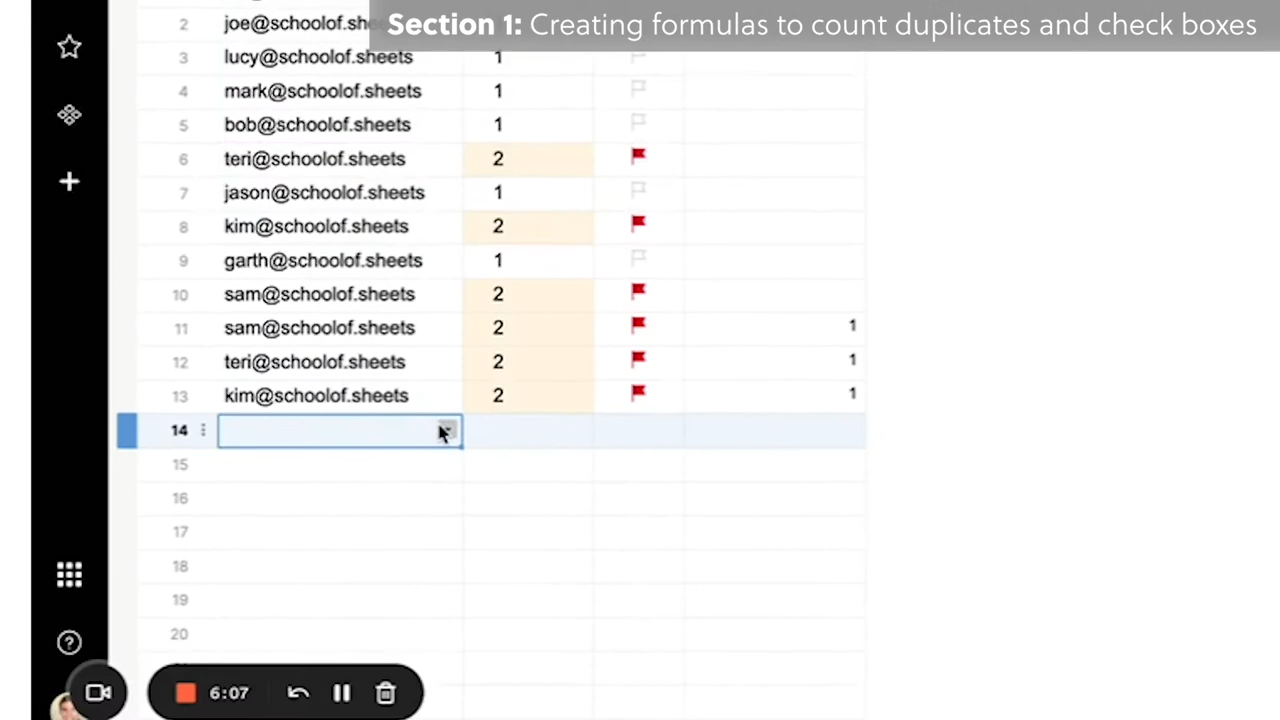 Section 1: Creating formulas to count duplicates and check boxes
2 joe@schoolof.she
3 lucy@schoolof.sheets 1
4 mark@schoolof.sheets 1
5 bob@schoolof.sheets 1
6 teri@schoolof.sheets 2
7 jason@schoolof.sheets 1
8 kim@schoolof.sheets 2
9 garth@schoolof.sheets 1
10 sam@schoolof.sheets 2
11 sam@schoolof.sheets 2 1
12 teri@schoolof.sheets 2 1
13 kim@schoolof.sheets 2 1
14
15
16
17
18
19
20
6:07